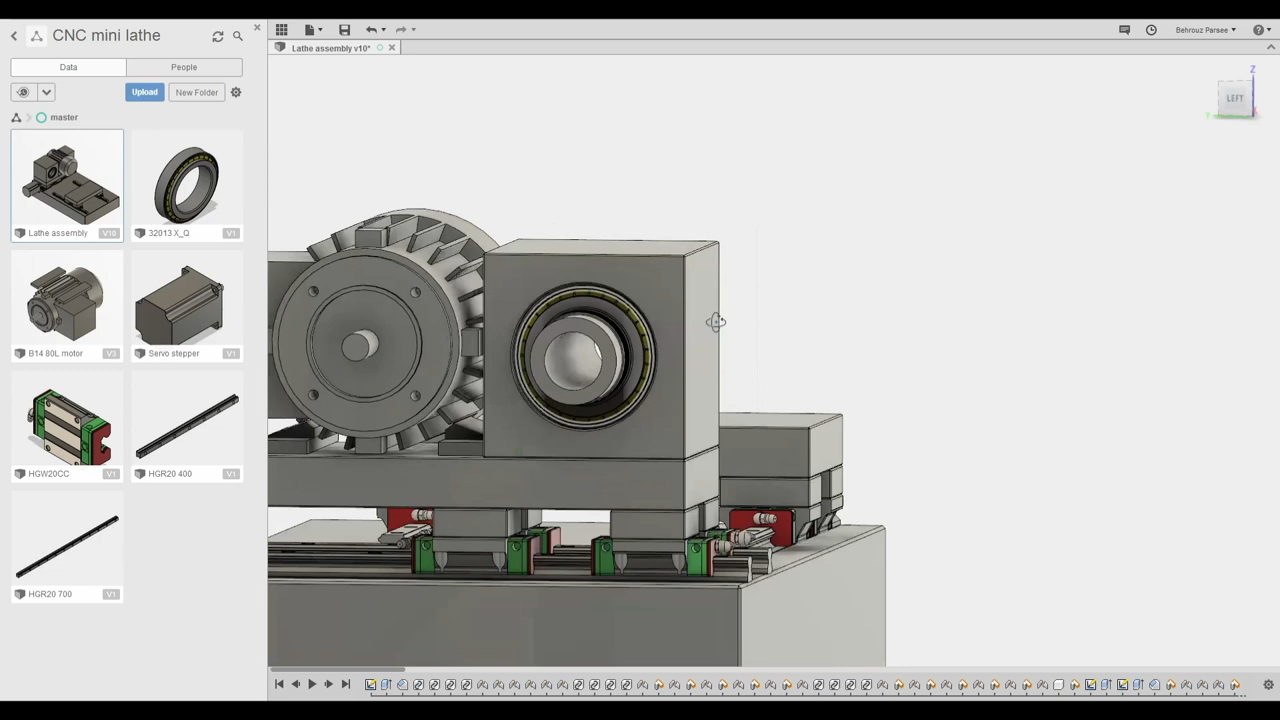 CNC mini lathe
Data
People
Upload
New Folder
master
Lathe assembly V10
32013 X_Q V1
B14 80L motor V3
Servo stepper V1
HGW20CC V1
HGR20 400 V1
HGR20 700 V1
Behrouz Parsee
Lathe assembly v10*
Z
LEFT
Y